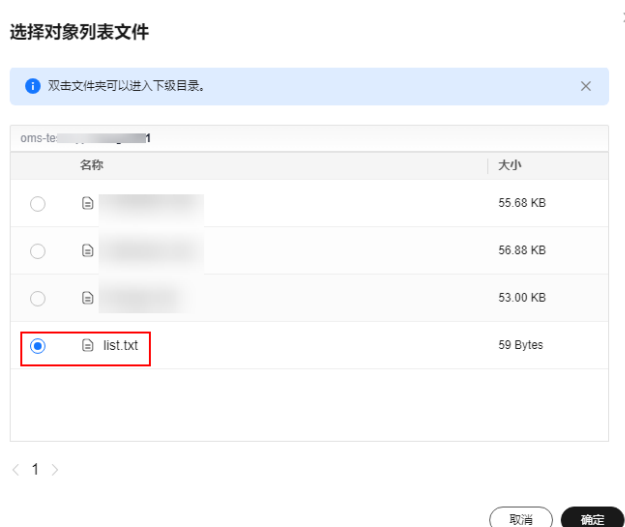 选择对象列表文件
双击文件夹可以进入下级目录。
oms-te 1
名称 大小
55.68 KB
56.88 KB
53.00 KB
list.txt 59 Bytes
1
取消 确定